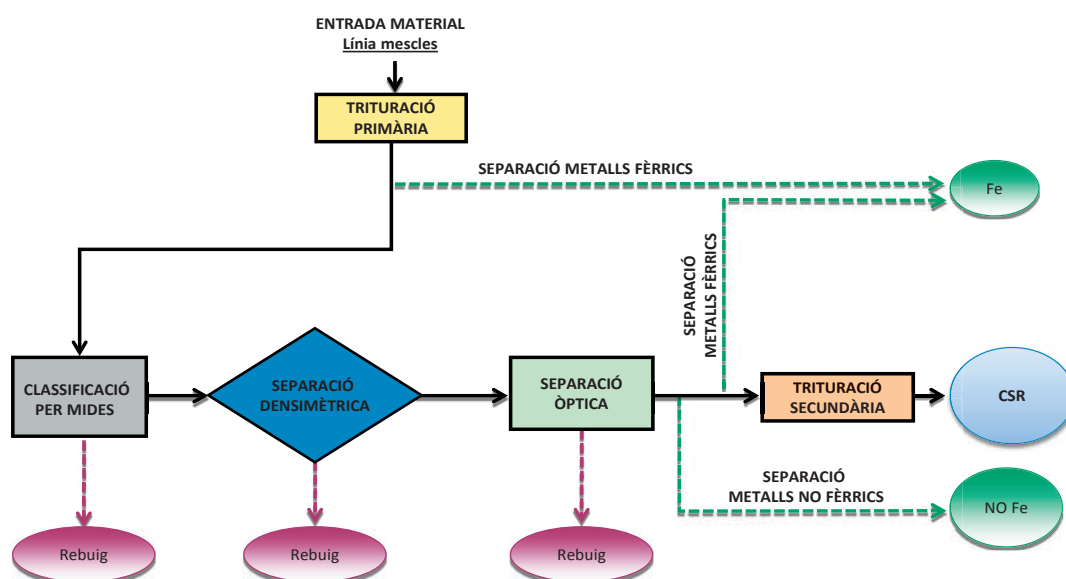 ENTRADA MATERIAL
Línia mescles
TRITURACIÓ
PRIMÀRIA
SEPARACIÓ METALLS FÈRRICS
Fe
SEPARACIÓ
METALLS FÈRRICS
CLASSIFICACIÓ
PER MIDES
SEPARACIÓ
DENSIMÈTRICA
SEPARACIÓ
ÒPTICA
TRITURACIÓ
SECUNDÀRIA
CSR
SEPARACIÓ
METALLS NO FÈRRICS
NO Fe
Rebuig
Rebuig
Rebuig